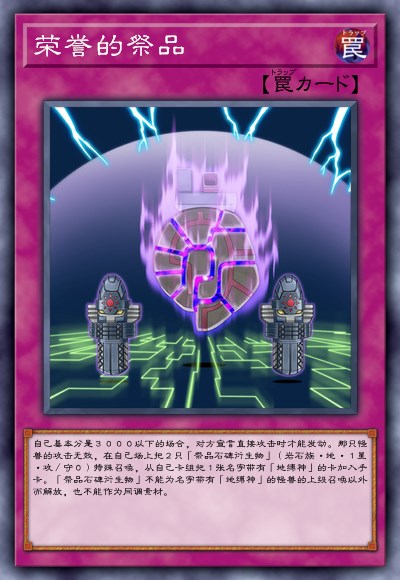 荣誉的祭品
トラップ
罠
トラップ
【罠カード】
自己基本分是3000以下的场合，对方宣言直接攻击时才能发动。那只怪
兽的攻击无效，在自己场上把2只「祭品石碑衍生物」（岩石族·地·1星
·攻／守0）特殊召唤，从自己卡组把1张名字带有「地缚神」的卡加入手
卡。「祭品石碑衍生物」不能为名字带有「地缚神」的怪兽的上级召唤以外
而解放，也不能作为同调素材。